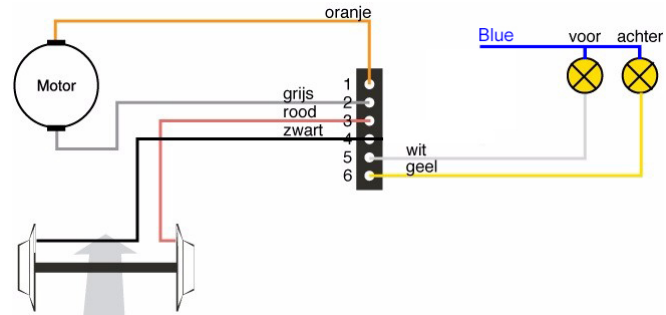 oranje
Blue
voor
achter
Motor
grijs
rood
zwart
1
2
3
4
5
6
wit
geel